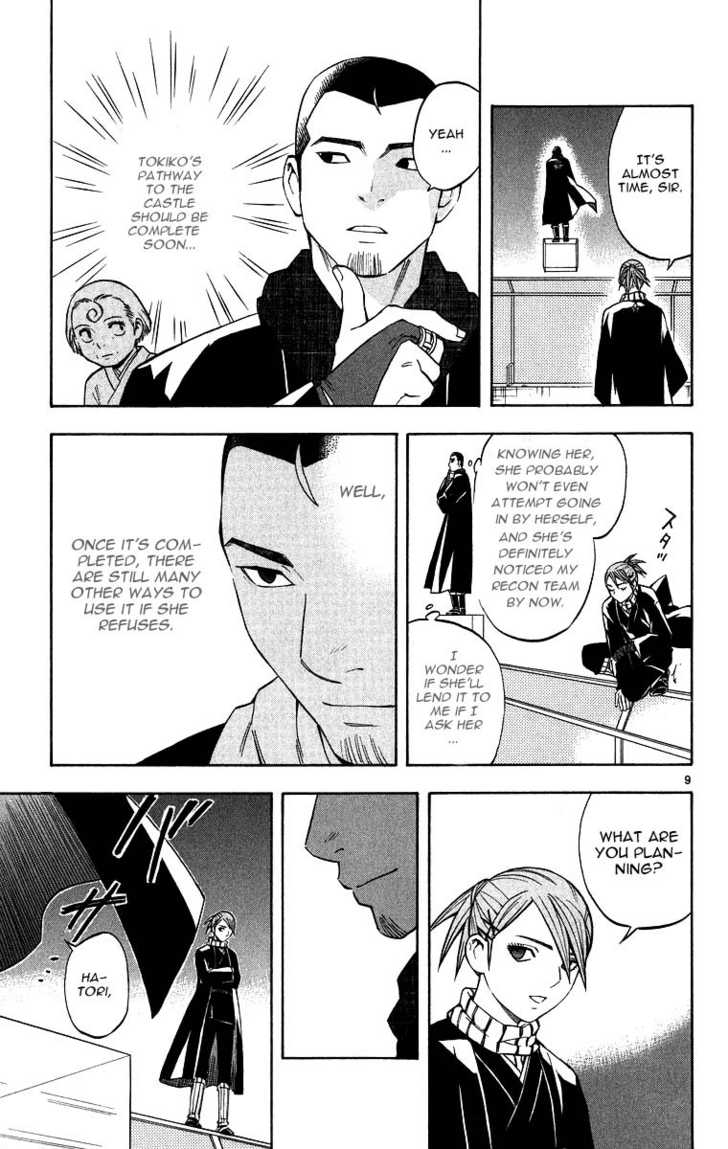 IT'S
ALMOST
TIME, SIR.
YEAH
...
TOKIKO'S
PATHWAY
TO THE
CASTLE
SHOULD BE
COMPLETE
SOON...
スタッ
KNOWING HER,
SHE PROBABLY
WON'T EVEN
ATTEMPT GOING
IN BY HERSELF,
AND SHE'S
DEFINITELY
NOTICED MY
RECON TEAM
BY NOW.
I
WONDER
IF SHE'LL
LEND IT TO
ME IF I
ASK HER
...
WELL,
ONCE IT'S COM-
PLETED, THERE
ARE STILL MANY
OTHER WAYS TO
USE IT IF SHE
REFUSES.
9
WHAT ARE
YOU PLAN-
NING?
HA-
TORI,